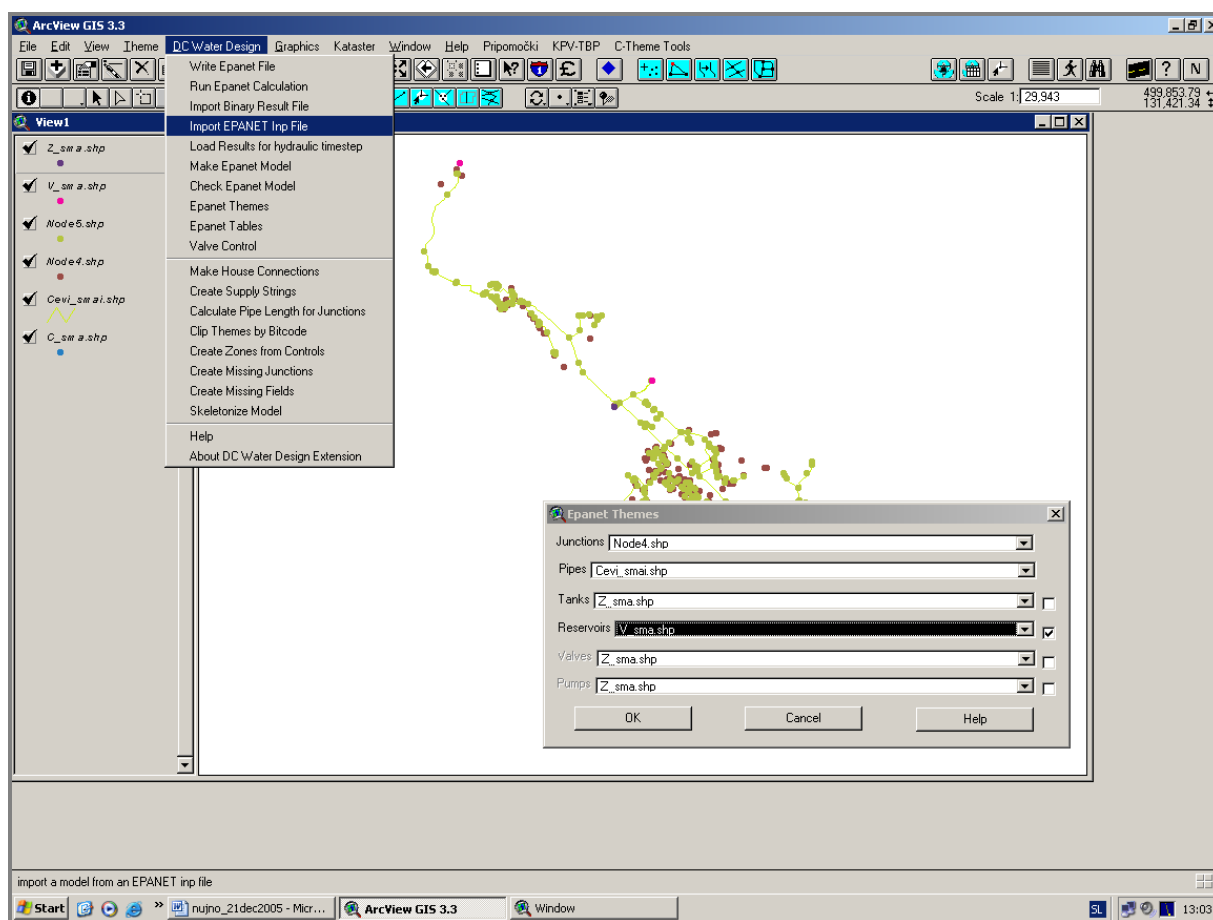 ArcView GIS 3.3
File Edit View Theme DC Water Design Graphics Kataster Window Help Pripomočki KPV-TBP C-Theme Tools
Scale 1: 29,943
499,853.79
131,421.34
View1
Z_sma.shp
V_sma.shp
Node5.shp
Node4.shp
Cevi_smai.shp
C_sma.shp
Write Epanet File
Run Epanet Calculation
Import Binary Result File
Import EPANET Inp File
Load Results for hydraulic timestep
Make Epanet Model
Check Epanet Model
Epanet Themes
Epanet Tables
Valve Control
Make House Connections
Create Supply Strings
Calculate Pipe Length for Junctions
Clip Themes by Bitcode
Create Zones from Controls
Create Missing Junctions
Create Missing Fields
Skeletonize Model
Help
About DC Water Design Extension
Epanet Themes
Junctions Node4.shp
Pipes Cevi_smai.shp
Tanks Z_sma.shp
Reservoirs V_sma.shp
Valves Z_sma.shp
Pumps Z_sma.shp
OK Cancel Help
import a model from an EPANET inp file
Start » nujno_21dec2005 - Micr... ArcView GIS 3.3 Window SL 13:03